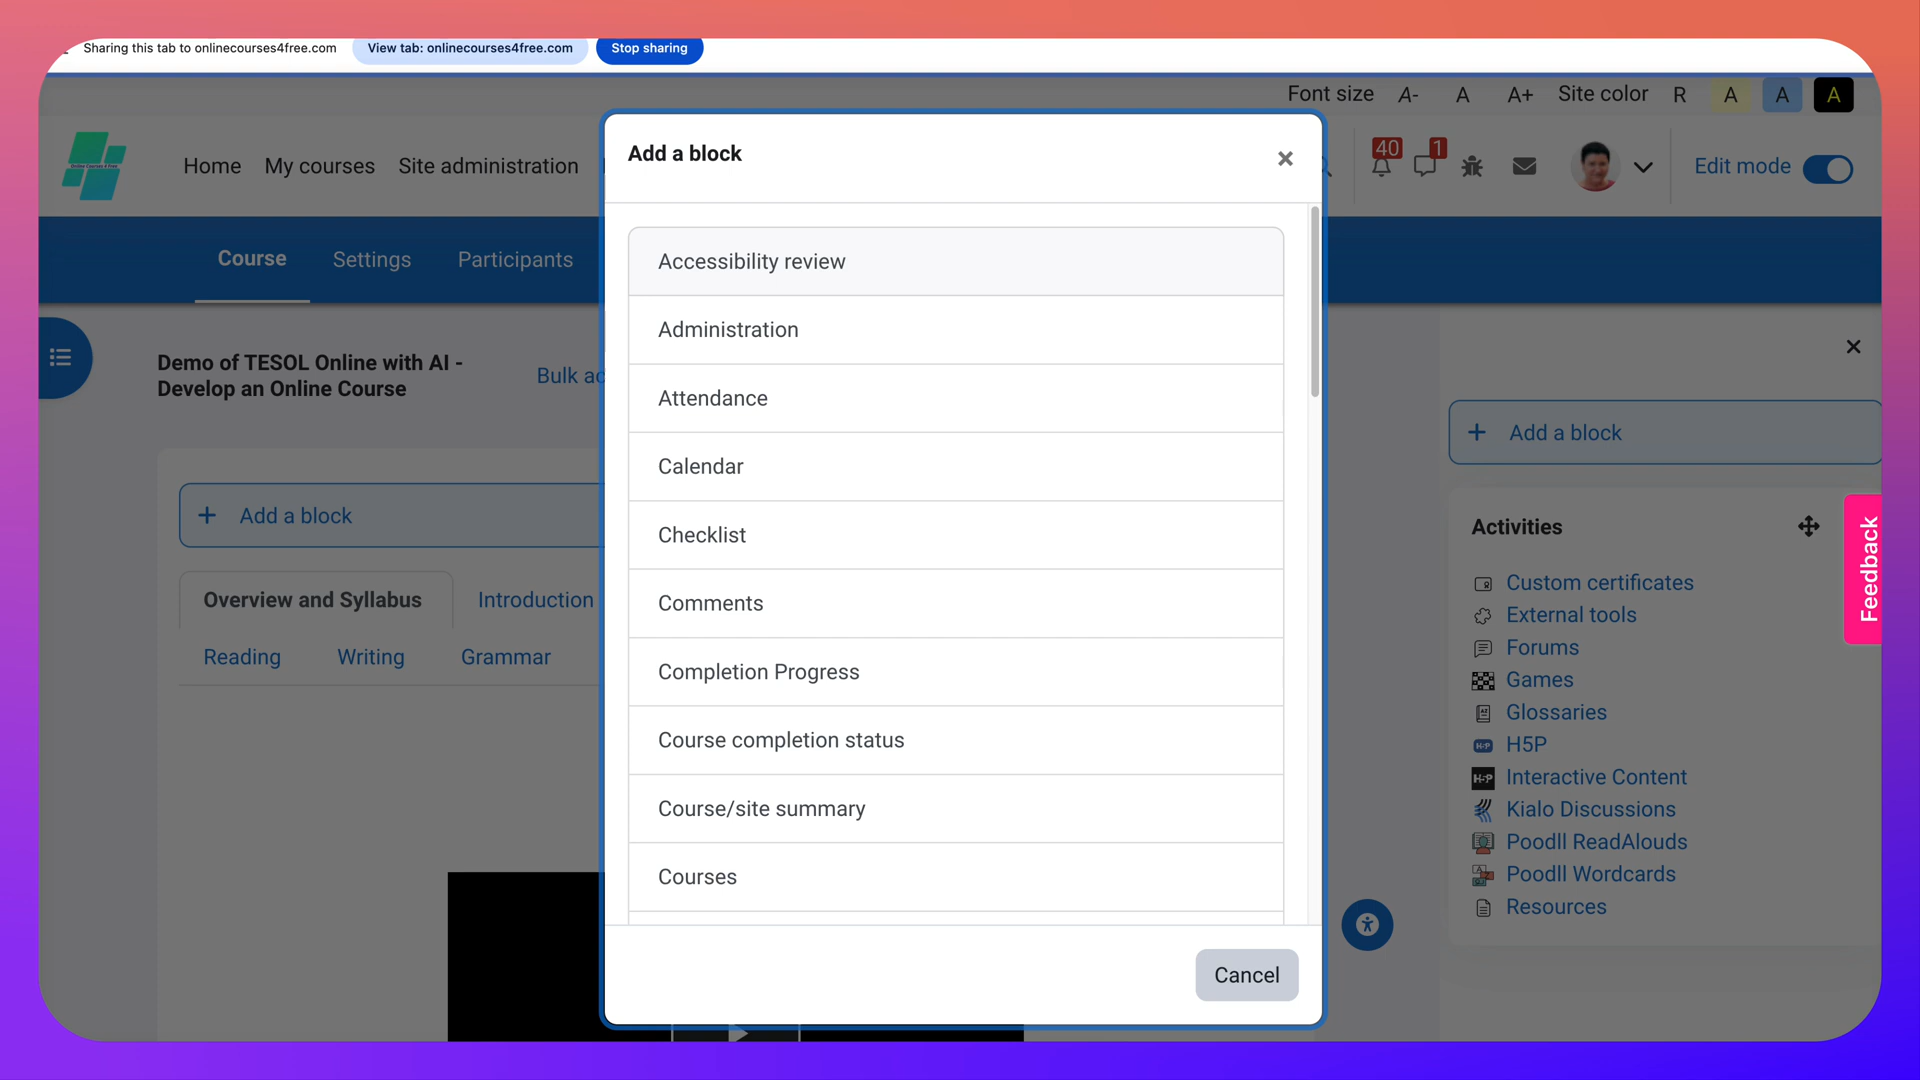 Sharing this tab to onlinecourses4free.com View tab: onlinecourses4free.com Stop sharing
Font size A- A A+ Site color R A A A
Home My courses Site administration
40 1
Edit mode
Course Settings Participants
Demo of TESOL Online with AI -
Develop an Online Course
Bulk ac
Add a block
Overview and Syllabus Introduction
Reading Writing Grammar
Add a block
Accessibility review
Administration
Attendance
Calendar
Checklist
Comments
Completion Progress
Course completion status
Course/site summary
Courses
Cancel
Add a block
Activities
Custom certificates
External tools
Forums
Games
Glossaries
H5P
Interactive Content
Kialo Discussions
Poodll ReadAlouds
Poodll Wordcards
Resources
Feedback